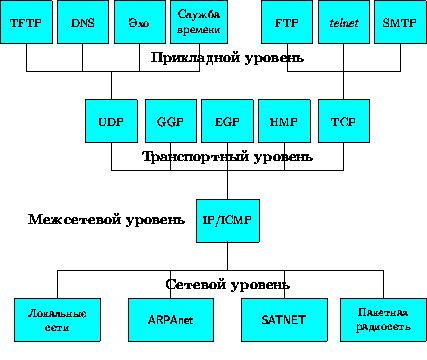 TFTP DNS Эхо Служба времени FTP telnet SMTP
Прикладной уровень
UDP GGP EGP HMP TCP
Транспортный уровень
Межсетевой уровень IP/ICMP
Сетевой уровень
Локальные сети ARPAnet SATNET Пакетная радиосеть